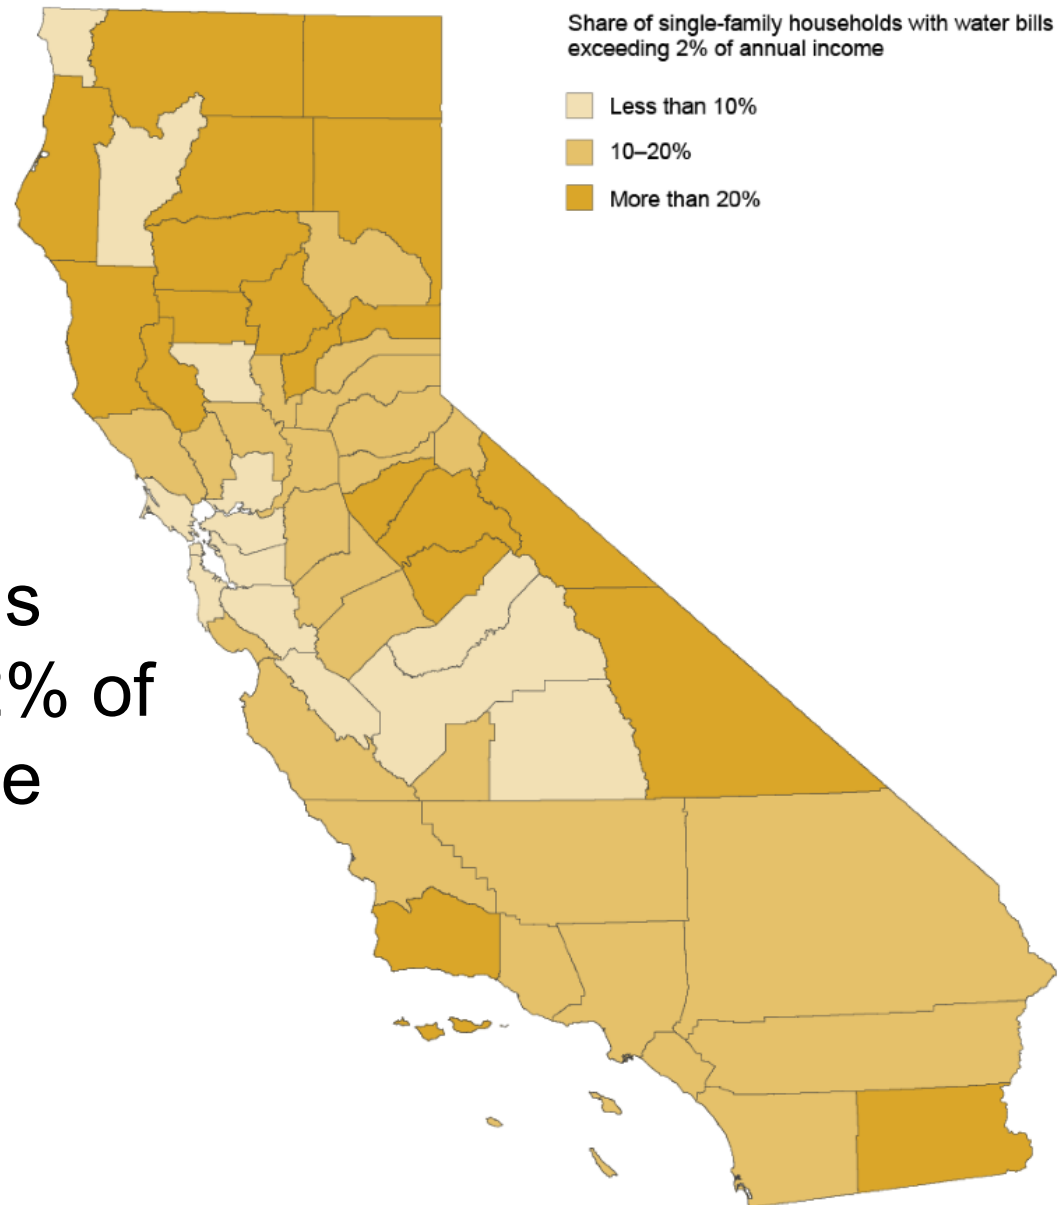 Share of single-family households with water bills
exceeding 2% of annual income
Less than 10%
10–20%
More than 20%
s
% of
e